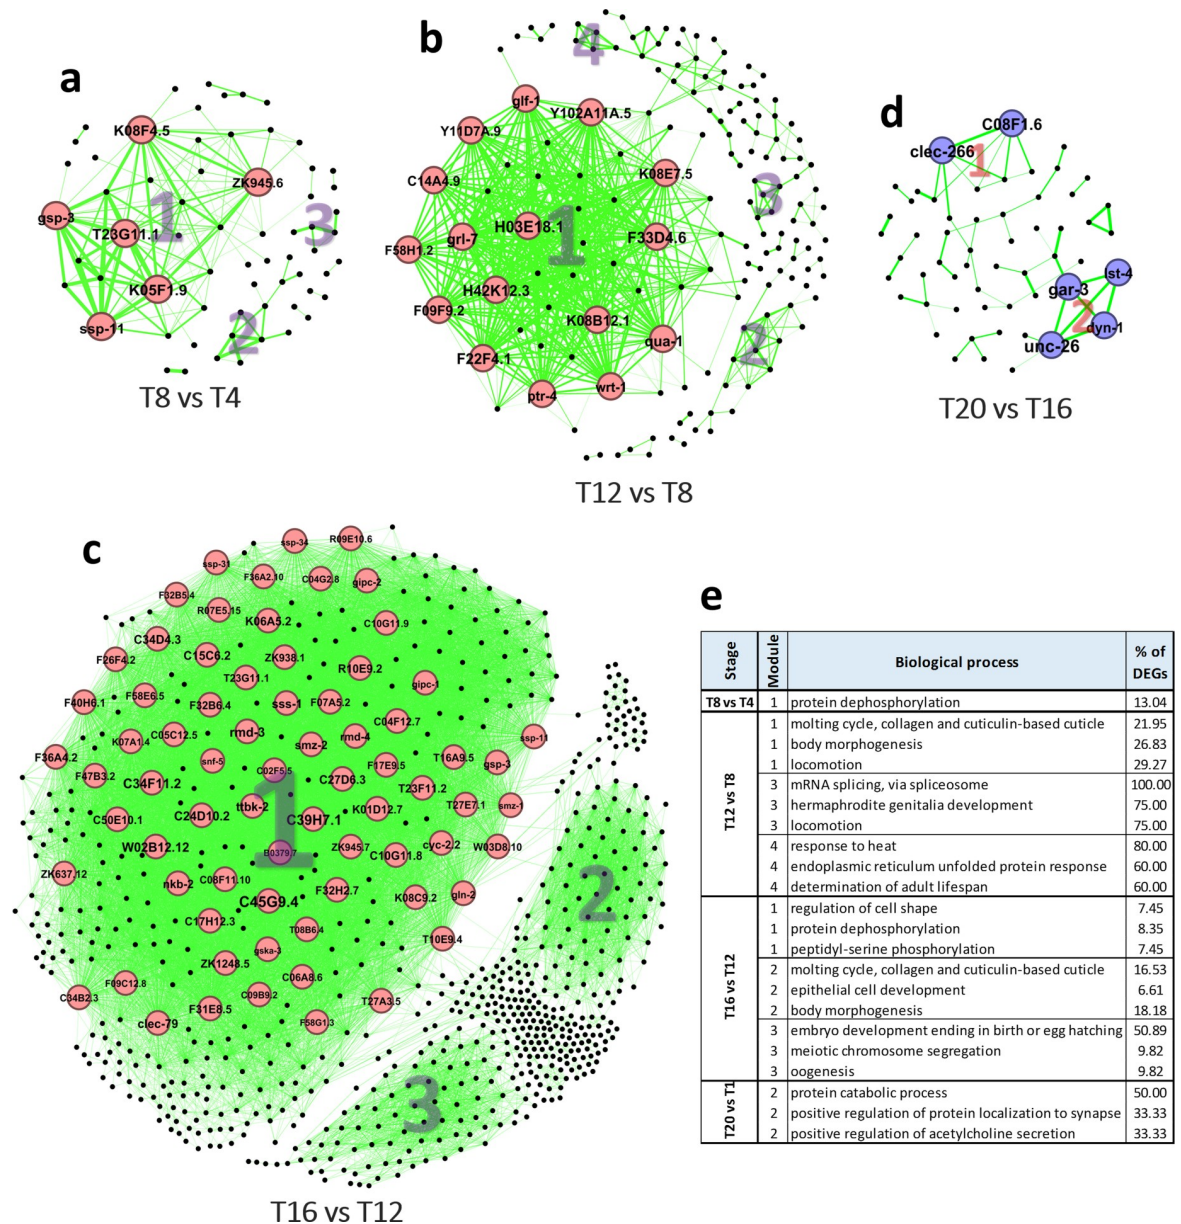 a
K08F4.5
ZK945.6
gsp-3
T23G11.1
1
3
K05F1.9
ssp-11
2
T8 vs T4
b
4
glf-1
Y102A11A.5
Y11D7A.9
K08E7.5
C14A4.9
3
H03E18.1
1
F58H1.2
grl-7
F33D4.6
H42K12.3
F09F9.2
K08B12.1
qua-1
2
F22F4.1
ptr-4
wrt-1
T12 vs T8
d
C08F1.6
clec-266
1
gar-3
lst-4
2
dyn-1
unc-26
T20 vs T16
c
ssp-34
R09E10.6
ssp-31
F36A2.10
C04G2.8
gipc-2
F32B5.4
R07E5.15
K06A5.2
C10G11.9
C34D4.3
F26F4.2
C15C6.2
ZK938.1
R10E9.2
T23G11.1
gipc-1
F40H6.1
F58E6.5
F32B6.4
sss-1
F07A5.2
C04F12.7
K07A1.4
C05C12.5
rmd-3
smz-2
rmd-4
ssp-11
F36A4.2
snf-5
F17E9.5
T16A9.5
gsp-3
F47B3.2
C34F11.2
C02F5.5
C27D6.3
T23F11.2
C50E10.1
C24D10.2
ttbk-2
1
C39H7.1
K01D12.7
T27E7.1
smz-1
W02B12.12
B0379.7
ZK945.7
C10G11.8
cyc-2.2
W03D8.10
ZK637.12
nkb-2
C08F11.10
F32H2.7
K08C9.2
gln-2
2
C45G9.4
C17H12.3
T08B6.4
T10E9.4
gska-3
ZK1248.5
C06A8.6
C34B2.3
F09C12.8
C09B9.2
T27A3.5
F31E8.5
clec-79
F58G1.3
3
T16 vs T12
e
Stage Module Biological process % of DEGs
T8 vs T4 1 protein dephosphorylation 13.04
T12 vs T8
1 molting cycle, collagen and cuticulin-based cuticle 21.95
1 body morphogenesis 26.83
1 locomotion 29.27
3 mRNA splicing, via spliceosome 100.00
3 hermaphrodite genitalia development 75.00
3 locomotion 75.00
4 response to heat 80.00
4 endoplasmic reticulum unfolded protein response 60.00
4 determination of adult lifespan 60.00
T16 vs T12
1 regulation of cell shape 7.45
1 protein dephosphorylation 8.35
1 peptidyl-serine phosphorylation 7.45
2 molting cycle, collagen and cuticulin-based cuticle 16.53
2 epithelial cell development 6.61
2 body morphogenesis 18.18
3 embryo development ending in birth or egg hatching 50.89
3 meiotic chromosome segregation 9.82
3 oogenesis 9.82
T20 vs T1
2 protein catabolic process 50.00
2 positive regulation of protein localization to synapse 33.33
2 positive regulation of acetylcholine secretion 33.33